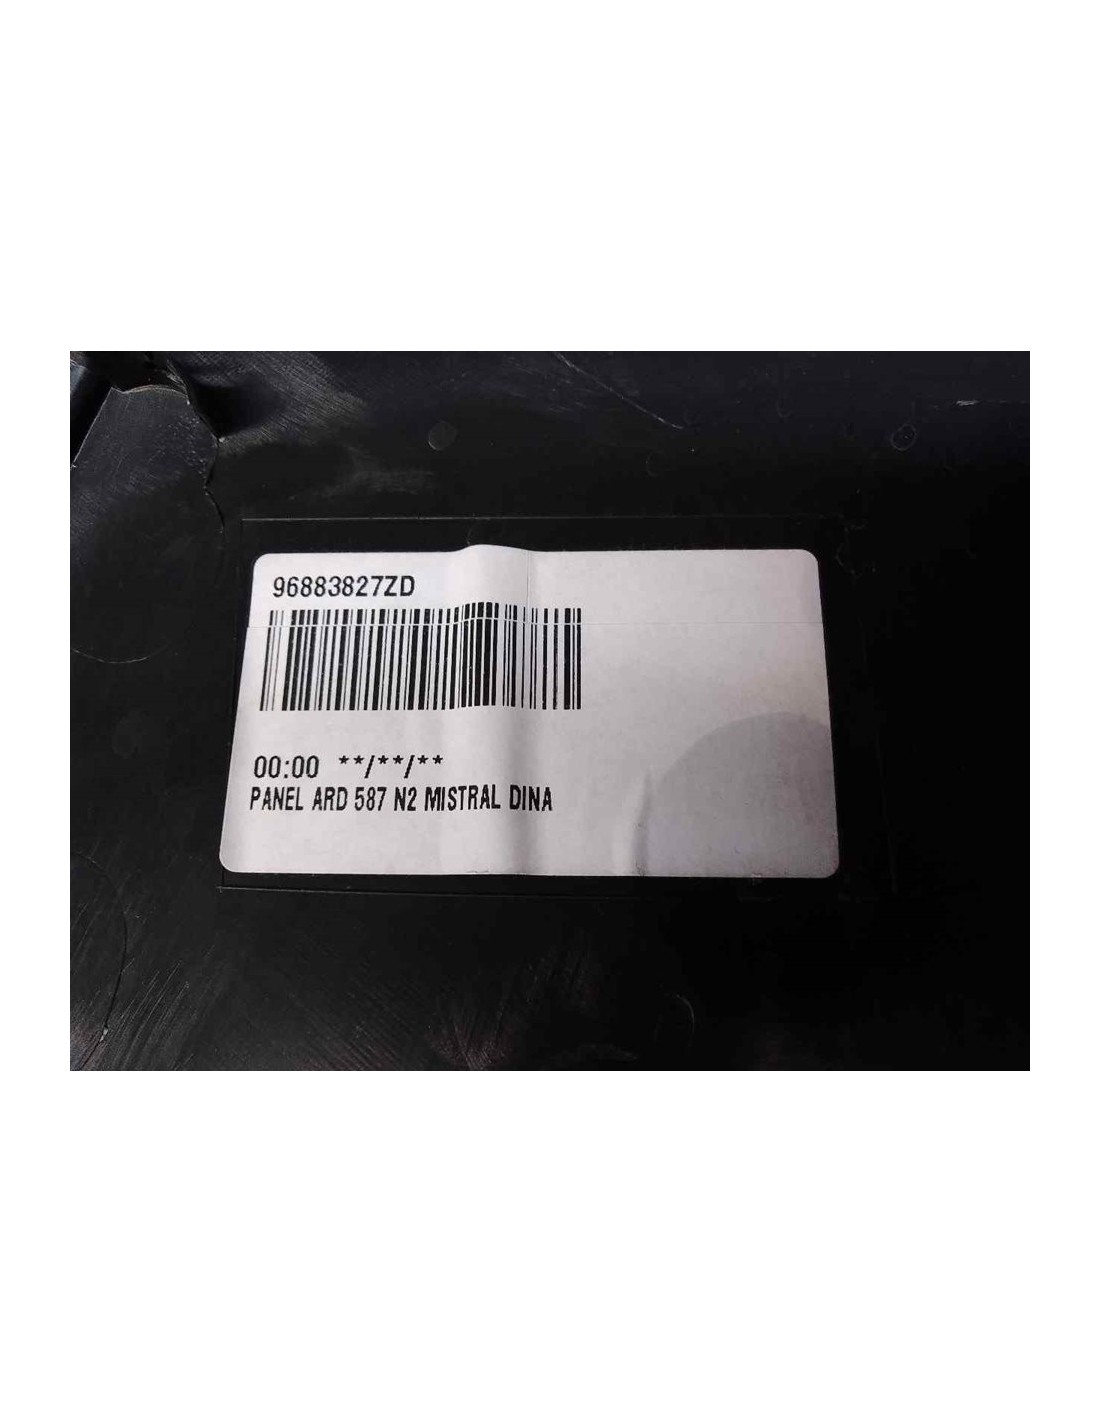 96883827ZD
00:00 **/**/**
PANEL ARD 587 N2 MISTRAL DINA